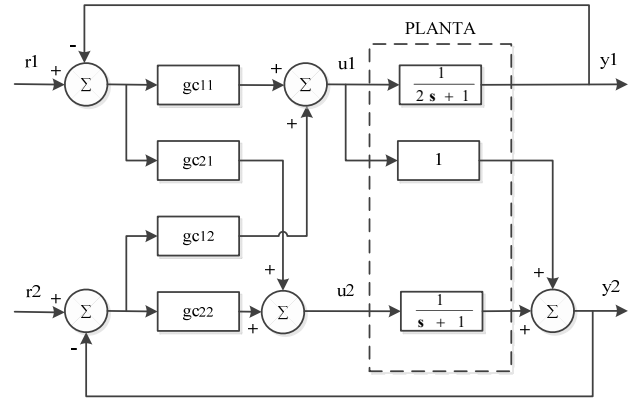 PLANTA
-
r1
+
Σ
gc11
+
Σ
+
u1
1
2 s + 1
y1
gc21
1
gc12
r2
+
Σ
-
gc22
+
+
Σ
u2
1
s + 1
+
+
Σ
y2